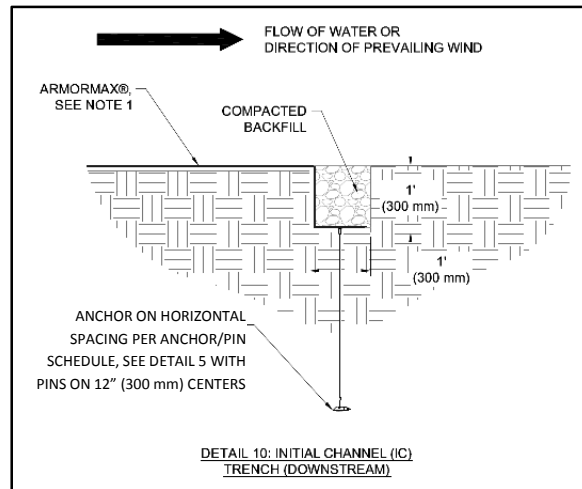 FLOW OF WATER OR
DIRECTION OF PREVAILING WIND
ARMORMAX®,
SEE NOTE 1
COMPACTED
BACKFILL
1'
(300 mm)
1'
(300 mm)
ANCHOR ON HORIZONTAL
SPACING PER ANCHOR/PIN
SCHEDULE, SEE DETAIL 5 WITH
PINS ON 12” (300 mm) CENTERS
DETAIL 10: INITIAL CHANNEL (IC)
TRENCH (DOWNSTREAM)